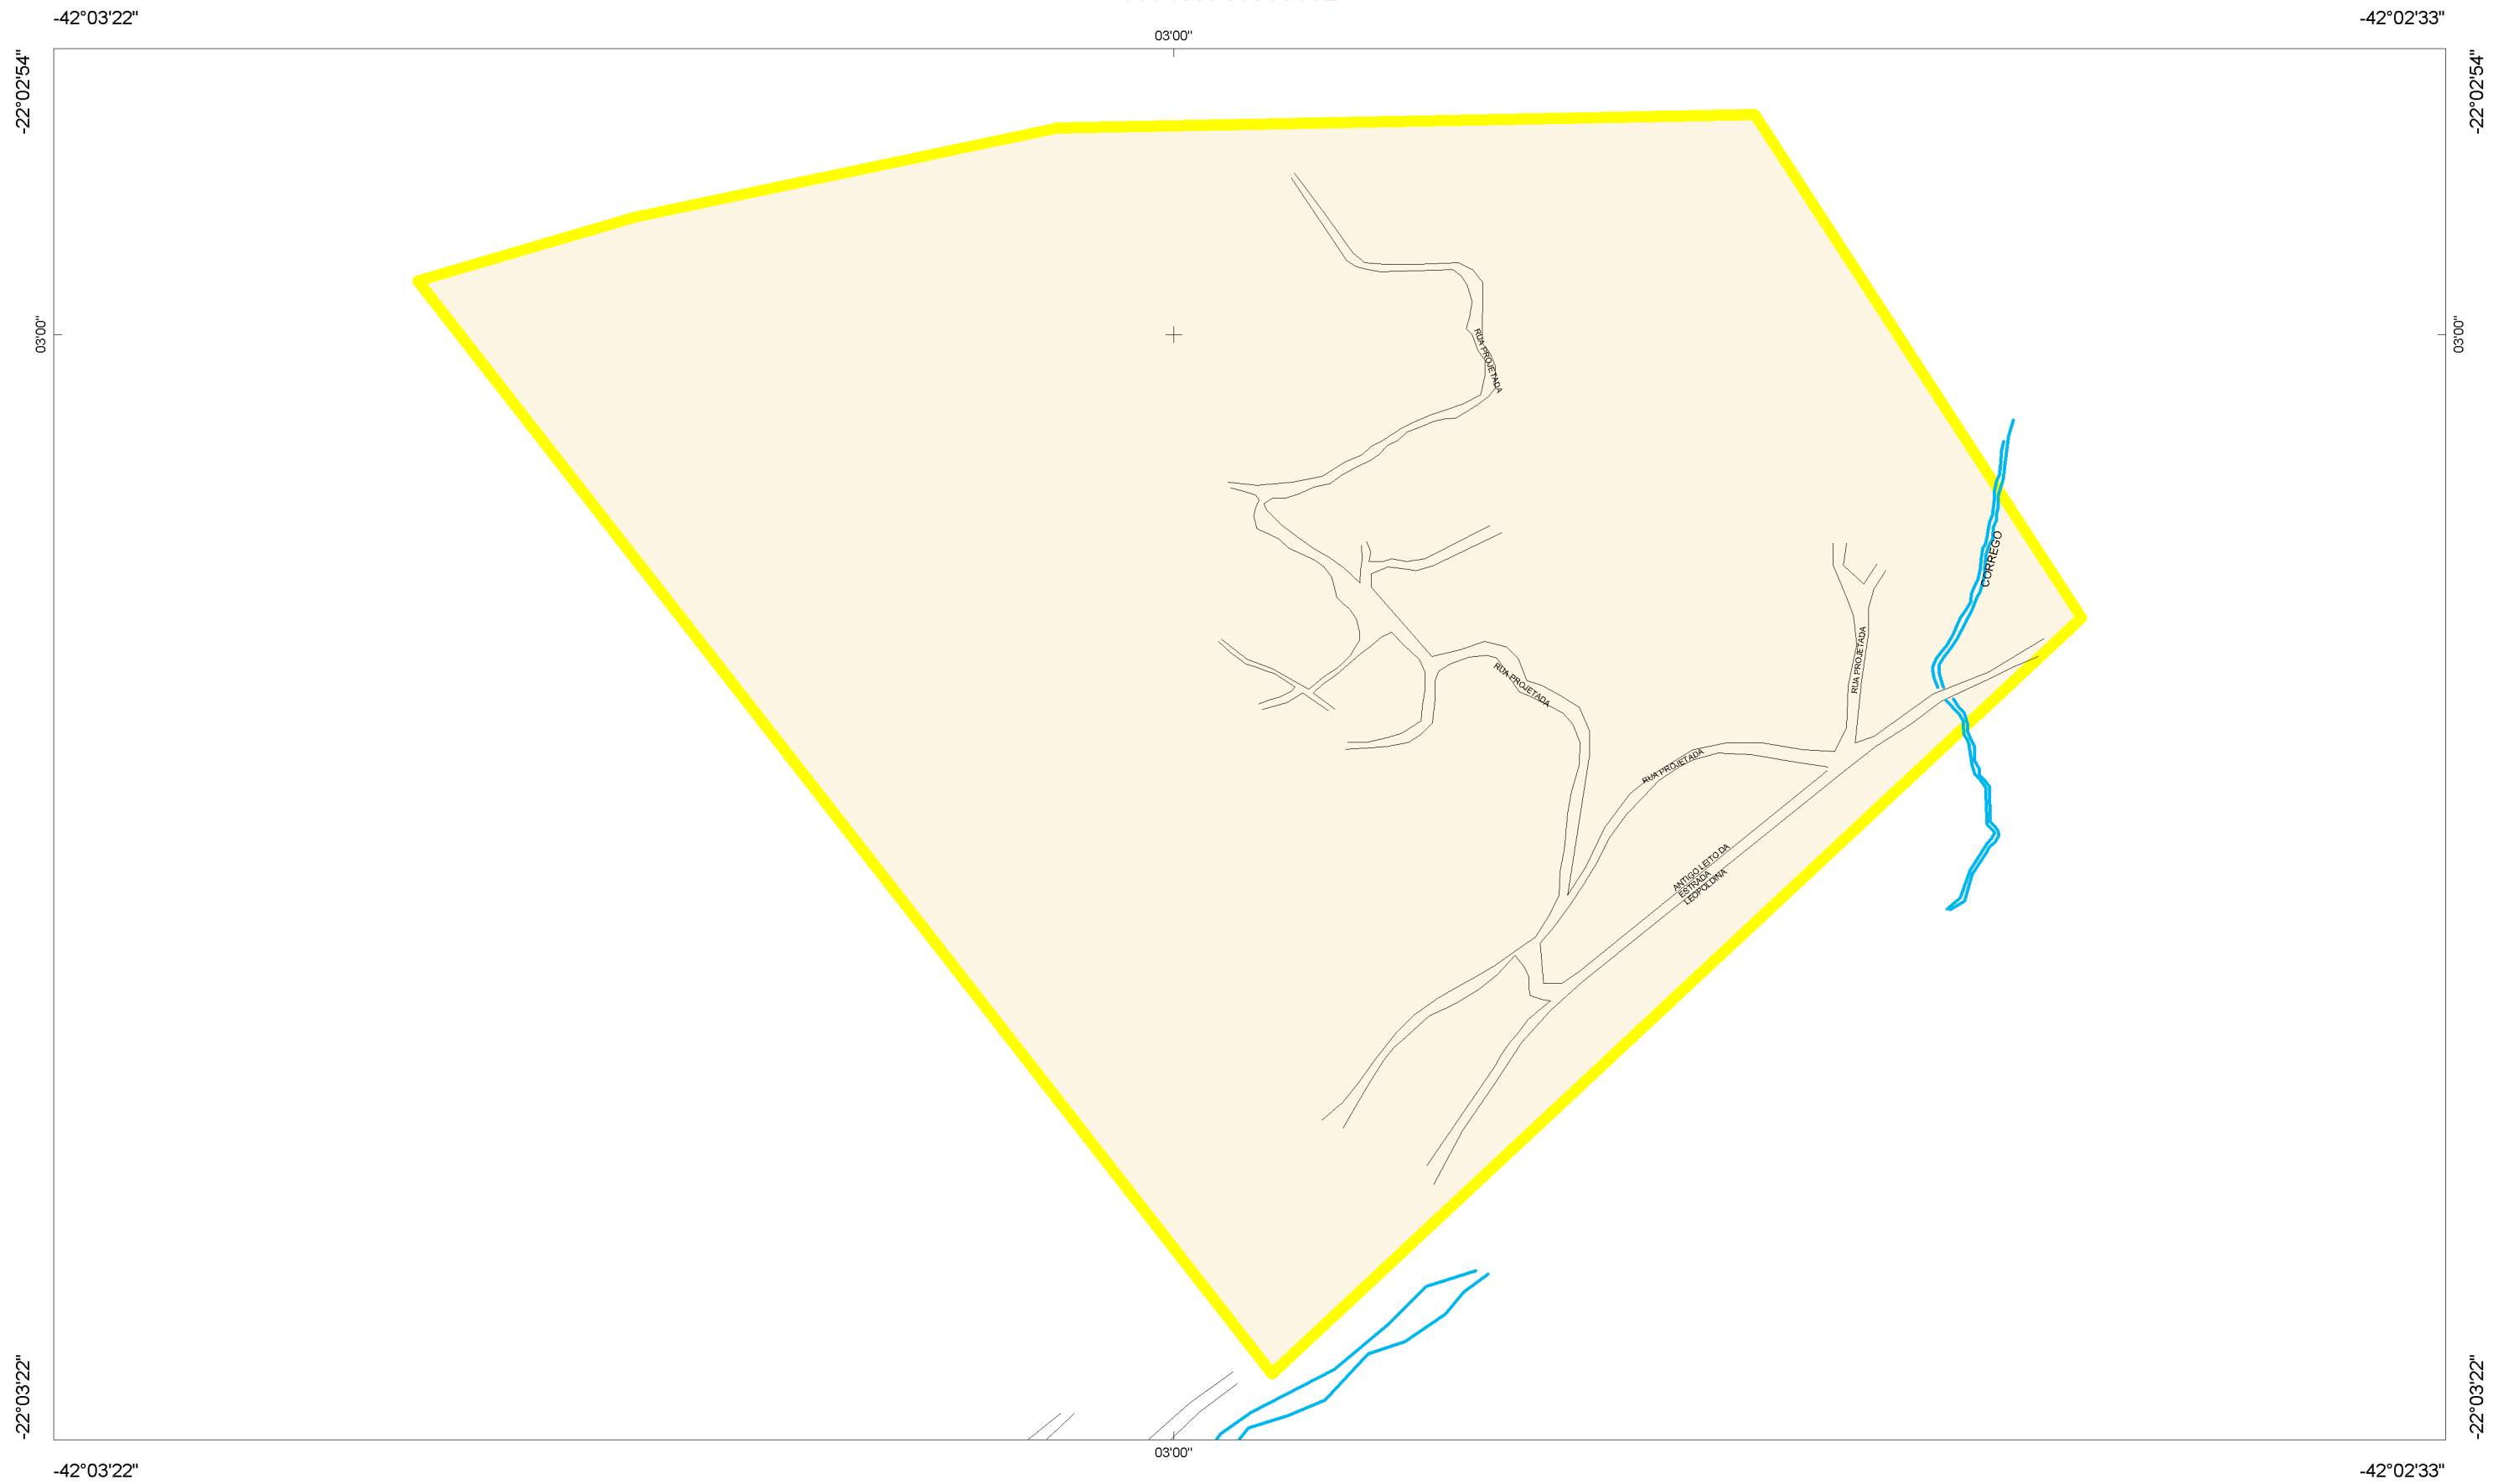 -42°03'22"
-42°02'33"
03'00"
-22°02'54"
-22°02'54"
03'00"
03'00"
RUA PROJETADA
CORREGO
RUA PROJETADA
RUA PROJETADA
RUA PROJETADA
ANTIGO LEITO DA
ESTRADA
LEOPOLDINA
-22°03'22"
-22°03'22"
03'00"
-42°03'22"
-42°02'33"